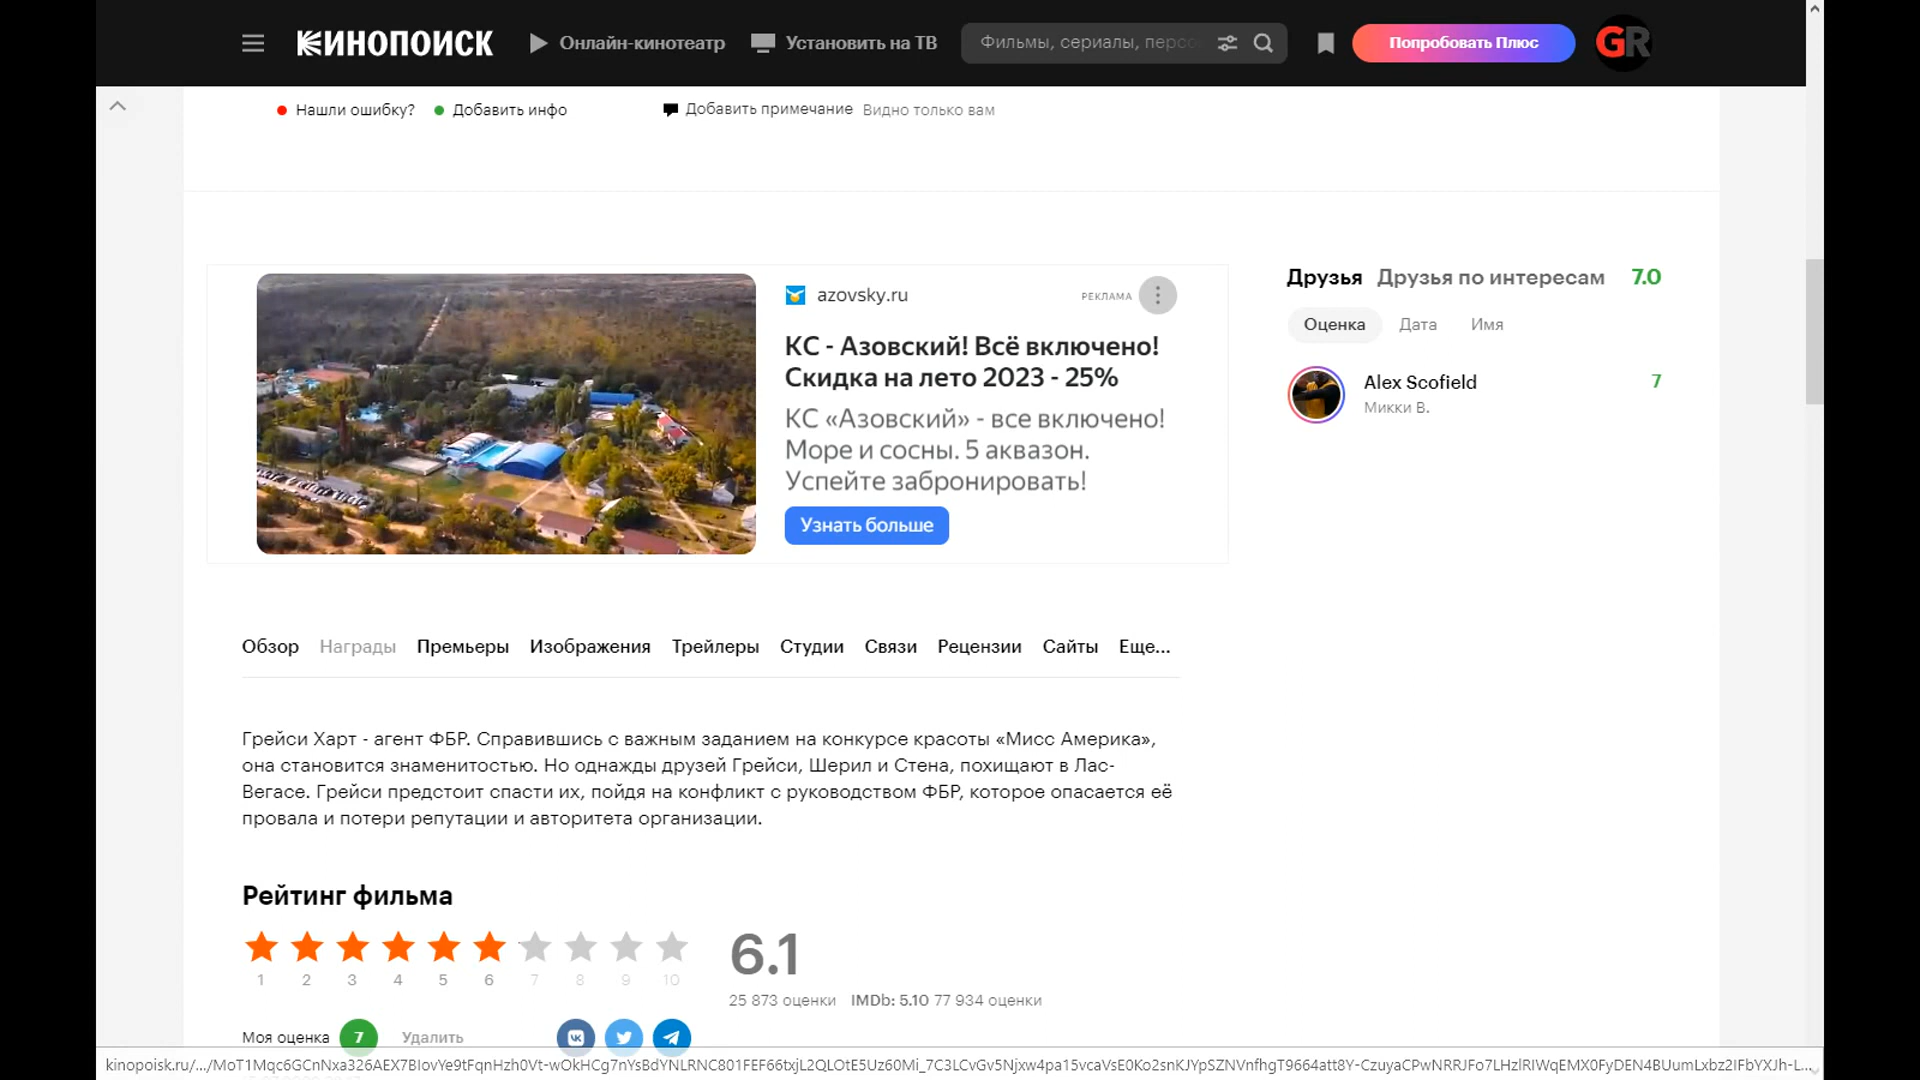 КИНОПОИСК
Онлайн-кинотеатр
Установить на ТВ
Фильмы, сериалы, персо
Попробовать Плюс
GR
Нашли ошибку?
Добавить инфо
Добавить примечание Видно только вам
azovsky.ru
РЕКЛАМА
КС - Азовский! Всё включено!
Скидка на лето 2023 - 25%
КС «Азовский» - все включено!
Море и сосны. 5 аквазон.
Успейте забронировать!
Узнать больше
Друзья Друзья по интересам 7.0
Оценка Дата Имя
Alex Scofield 7
Микки В.
Обзор Награды Премьеры Изображения Трейлеры Студии Связи Рецензии Сайты Еще...
Грейси Харт - агент ФБР. Справившись с важным заданием на конкурсе красоты «Мисс Америка»,
она становится знаменитостью. Но однажды друзей Грейси, Шерил и Стена, похищают в Лас-
Вегасе. Грейси предстоит спасти их, пойдя на конфликт с руководством ФБР, которое опасается её
провала и потери репутации и авторитета организации.
Рейтинг фильма
1 2 3 4 5 6 7 8 9 10
6.1
25 873 оценки IMDb: 5.10 77 934 оценки
Моя оценка 7 Удалить